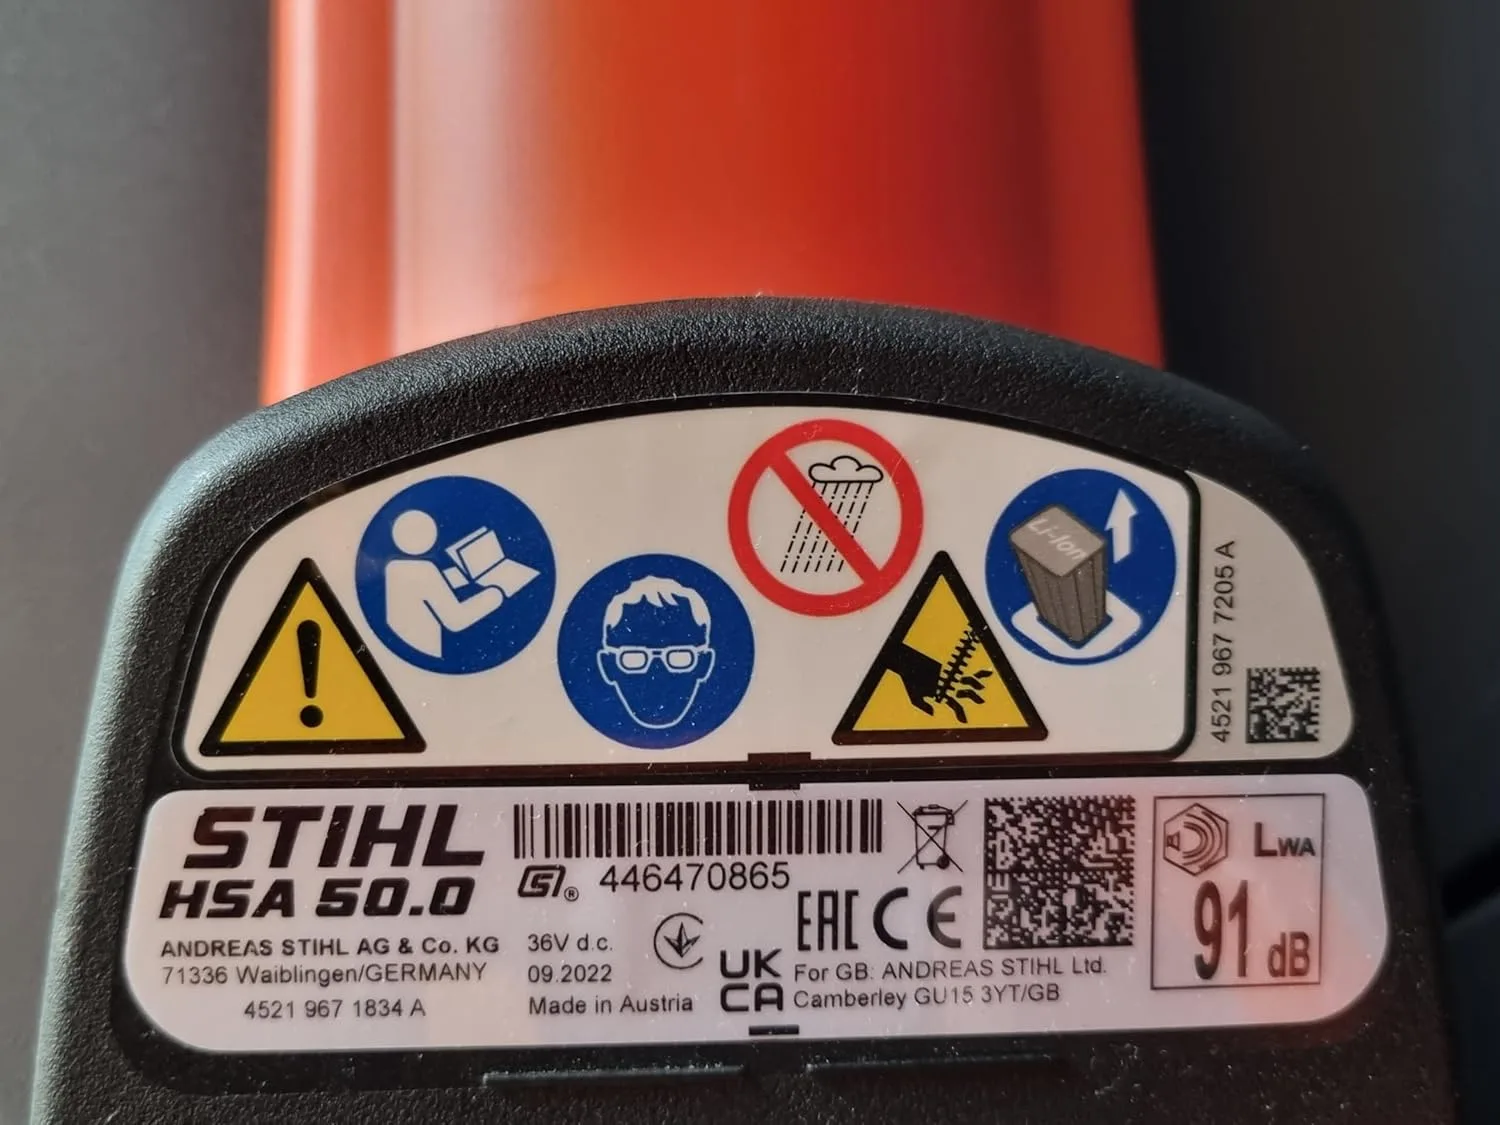 Li-Ion
4521 967 7205 A
STIHL
HSA 50.0
ANDREAS STIHL AG & Co. KG
71336 Waiblingen/GERMANY
4521 967 1834 A
446470865
36V d.c.
09.2022
Made in Austria
EAC CE
UK
CA
For GB: ANDREAS STIHL Ltd.
Camberley GU15 3YT/GB
LWA
91 dB